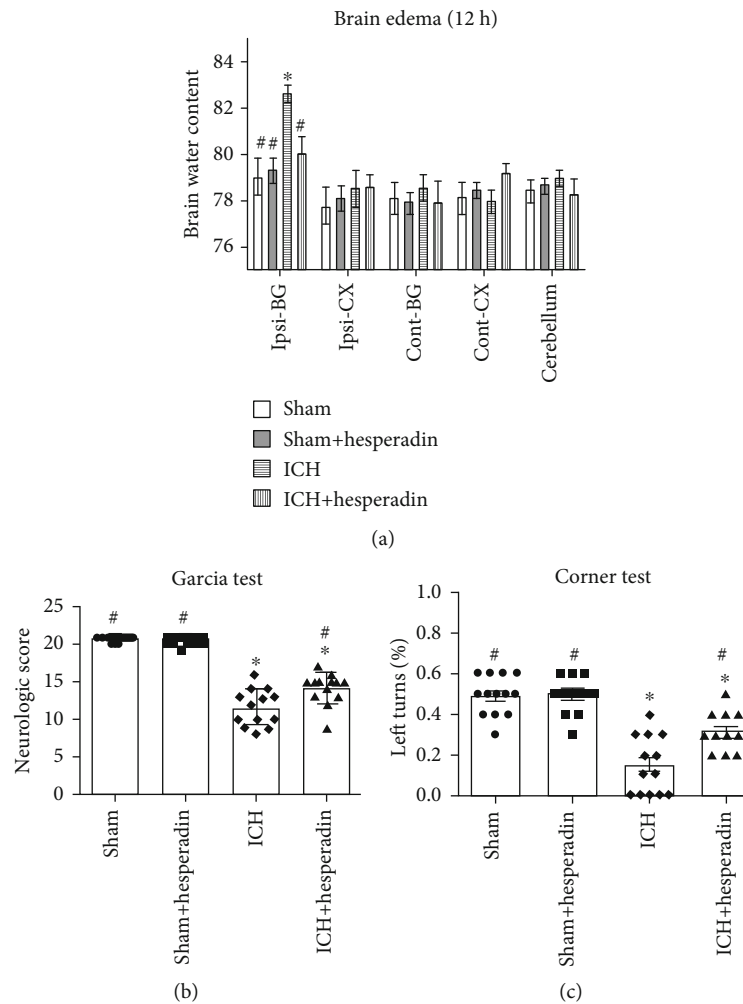 Brain edema (12 h)
Brain water content
84
82
80
78
76
*
# # #
Ipsi-BG
Ipsi-CX
Cont-BG
Cont-CX
Cerebellum
Sham
Sham+hesperadin
ICH
ICH+hesperadin
(a)
Garcia test
Neurologic score
25
20
15
10
5
0
# # * # *
Sham
Sham+hesperadin
ICH
ICH+hesperadin
(b)
Corner test
Left turns (%)
1.0
0.8
0.6
0.4
0.2
0.0
# # * # *
Sham
Sham+hesperadin
ICH
ICH+hesperadin
(c)